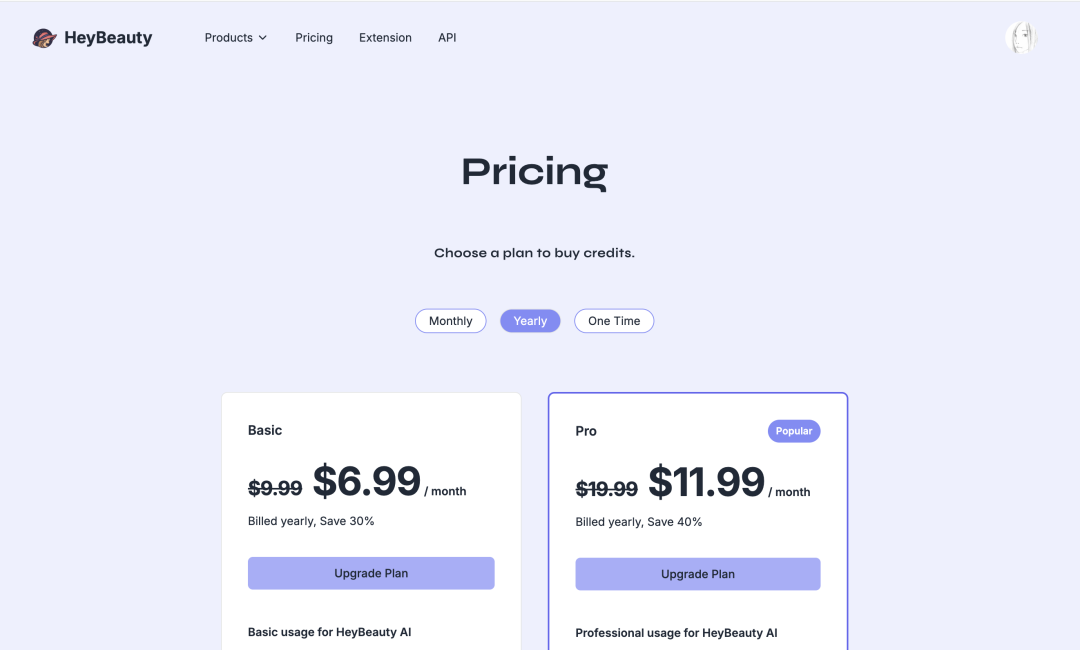 HeyBeauty Products Pricing Extension API
Pricing
Choose a plan to buy credits.
Monthly Yearly One Time
Basic
$9.99 $6.99 / month
Billed yearly, Save 30%
Upgrade Plan
Basic usage for HeyBeauty AI
Pro Popular
$19.99 $11.99 / month
Billed yearly, Save 40%
Upgrade Plan
Professional usage for HeyBeauty AI